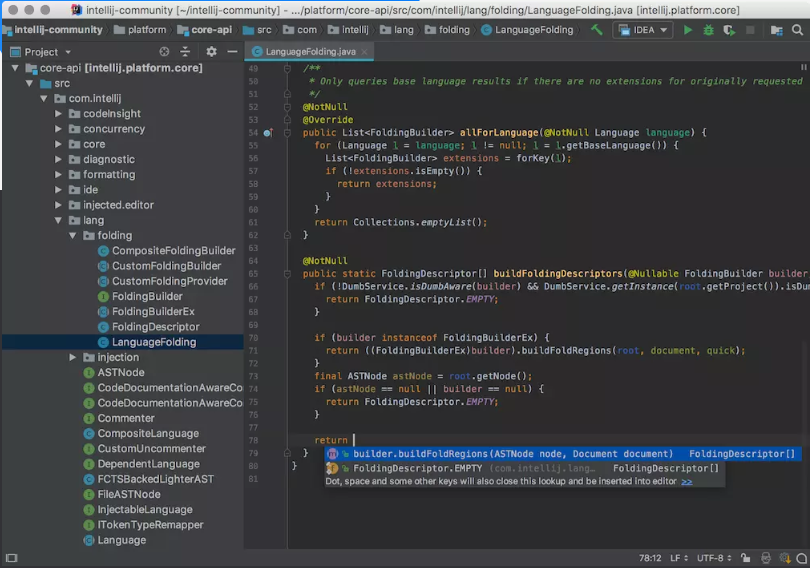 intellij-community [~/intellij-community] - .../platform/core-api/src/com/intellij/lang/folding/LanguageFolding.java [intellij.platform.core]
intellij-community platform core-api src com intellij lang folding LanguageFolding IDEA
Project
LanguageFolding.java
core-api [intellij.platform.core]
src
com.intellij
codeInsight
concurrency
core
diagnostic
formatting
ide
injected.editor
lang
folding
CompositeFoldingBuilder
CustomFoldingBuilder
CustomFoldingProvider
FoldingBuilder
FoldingBuilderEx
FoldingDescriptor
LanguageFolding
injection
ASTNode
CodeDocumentationAwareCo
CodeDocumentationAwareCo
Commenter
CompositeLanguage
CustomUncommenter
DependentLanguage
FCTSBackedLighterAST
FileASTNode
InjectableLanguage
ITokenTypeRemapper
Language
49 /**
50 * Only queries base language results if there are no extensions for originally requested
51 */
52 @NotNull
53 @Override
54 public List<FoldingBuilder> allForLanguage(@NotNull Language language) {
55 for (Language l = language; l != null; l = l.getBaseLanguage()) {
56 List<FoldingBuilder> extensions = forKey(l);
57 if (!extensions.isEmpty()) {
58 return extensions;
59 }
60 }
61 return Collections.emptyList();
62 }
63
64 @NotNull
65 public static FoldingDescriptor[] buildFoldingDescriptors(@Nullable FoldingBuilder builder
66 if (!DumbService.isDumbAware(builder) && DumbService.getInstance(root.getProject()).isDum
67 return FoldingDescriptor.EMPTY;
68 }
69
70 if (builder instanceof FoldingBuilderEx) {
71 return ((FoldingBuilderEx)builder).buildFoldRegions(root, document, quick);
72 }
73 final ASTNode astNode = root.getNode();
74 if (astNode == null || builder == null) {
75 return FoldingDescriptor.EMPTY;
76 }
77
78 return
79 }
80 }
81
builder.buildFoldRegions(ASTNode node, Document document) FoldingDescriptor[]
FoldingDescriptor.EMPTY (com.intellij.lang… FoldingDescriptor[]
Dot, space and some other keys will also close this lookup and be inserted into editor >>
78:12 LF UTF-8